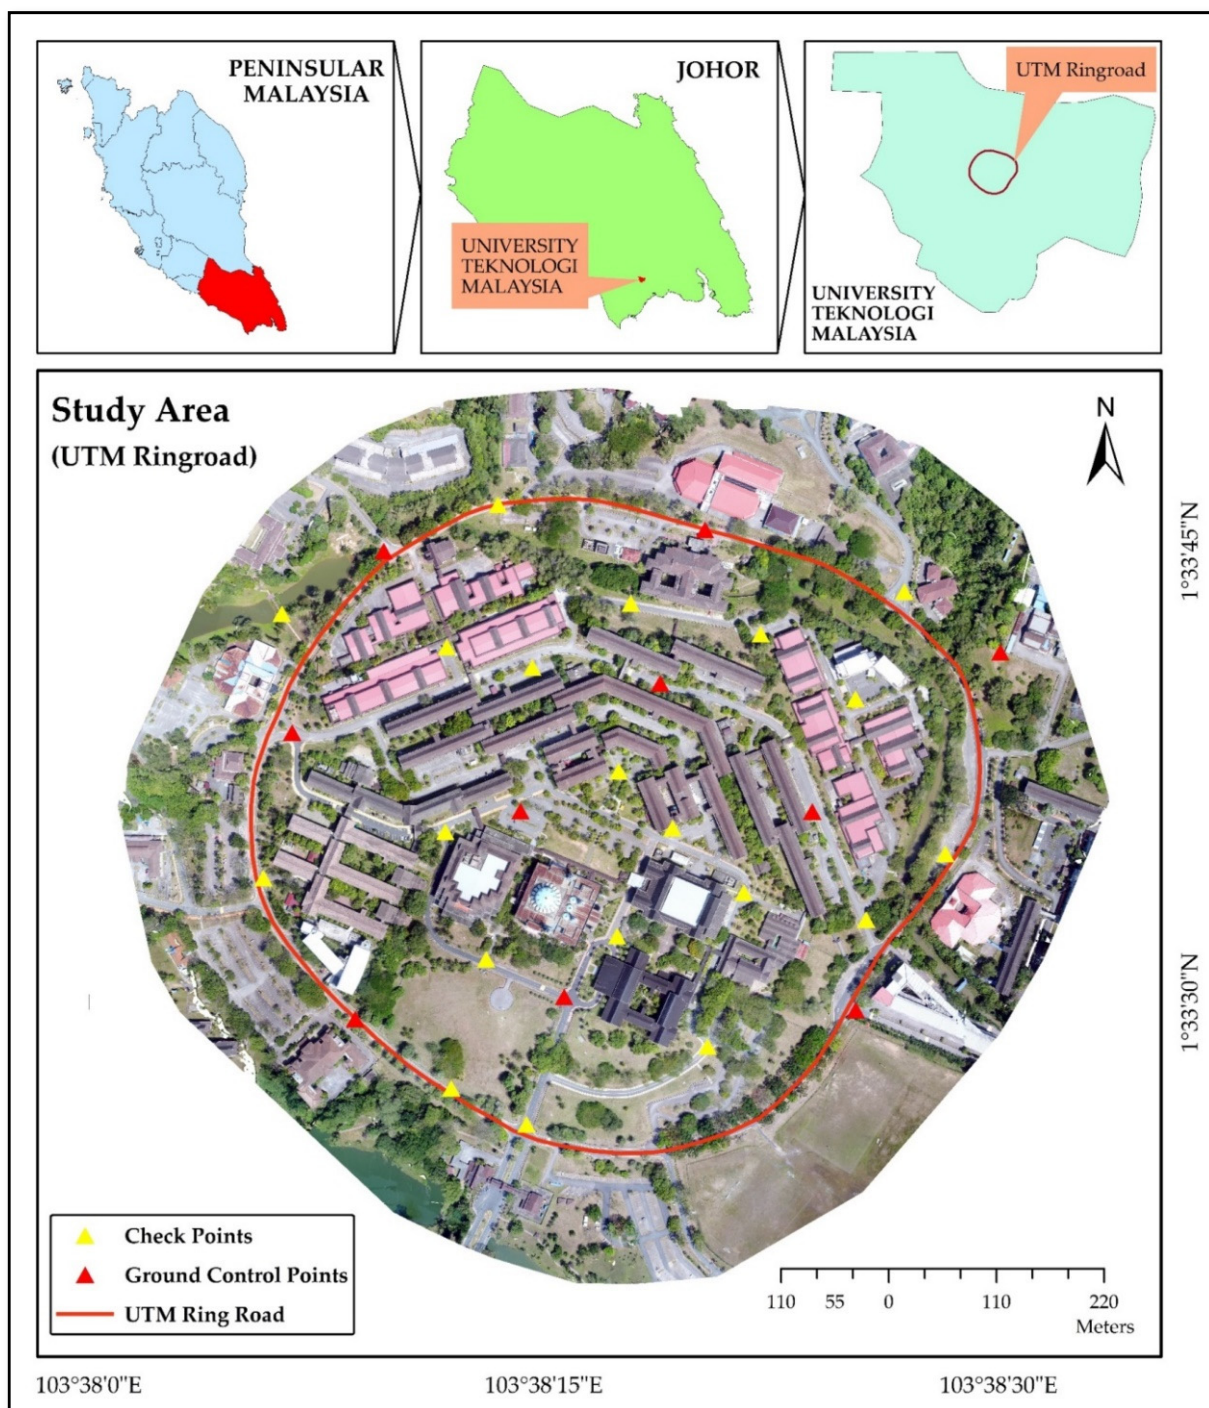 PENINSULAR
MALAYSIA
JOHOR
UNIVERSITY
TEKNOLOGI
MALAYSIA
UTM Ringroad
UNIVERSITY
TEKNOLOGI
MALAYSIA
Study Area
(UTM Ringroad)
N
1°33'45"N
1°33'30"N
Check Points
Ground Control Points
UTM Ring Road
110 55 0 110 220
Meters
103°38'0"E 103°38'15"E 103°38'30"E